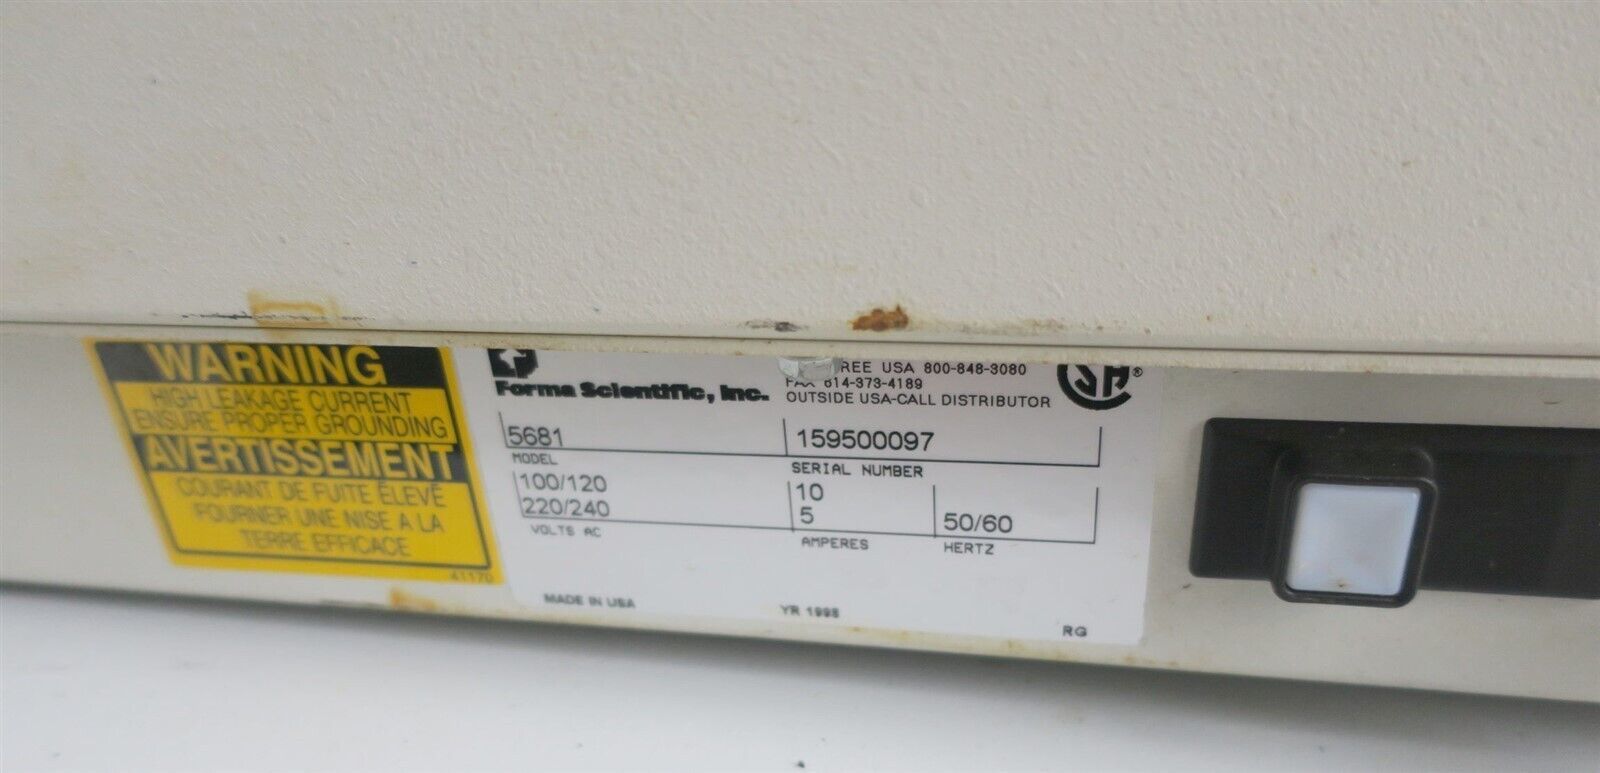 WARNING
HIGH LEAKAGE CURRENT
ENSURE PROPER GROUNDING
AVERTISSEMENT
COURANT DE FUITE ÉLEVÉ
FOURNER UNE NISE A LA
TERRE EFFICACE
41170
Forma Scientific, Inc.
REE USA 800-848-3080
FAX 614-373-4189
OUTSIDE USA-CALL DISTRIBUTOR
SA®
5681
MODEL
159500097
SERIAL NUMBER
100/120
220/240
VOLTS AC
10
5
AMPERES
50/60
HERTZ
MADE IN USA
YR 1998
RG